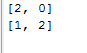 [2, 0]
[1, 2]